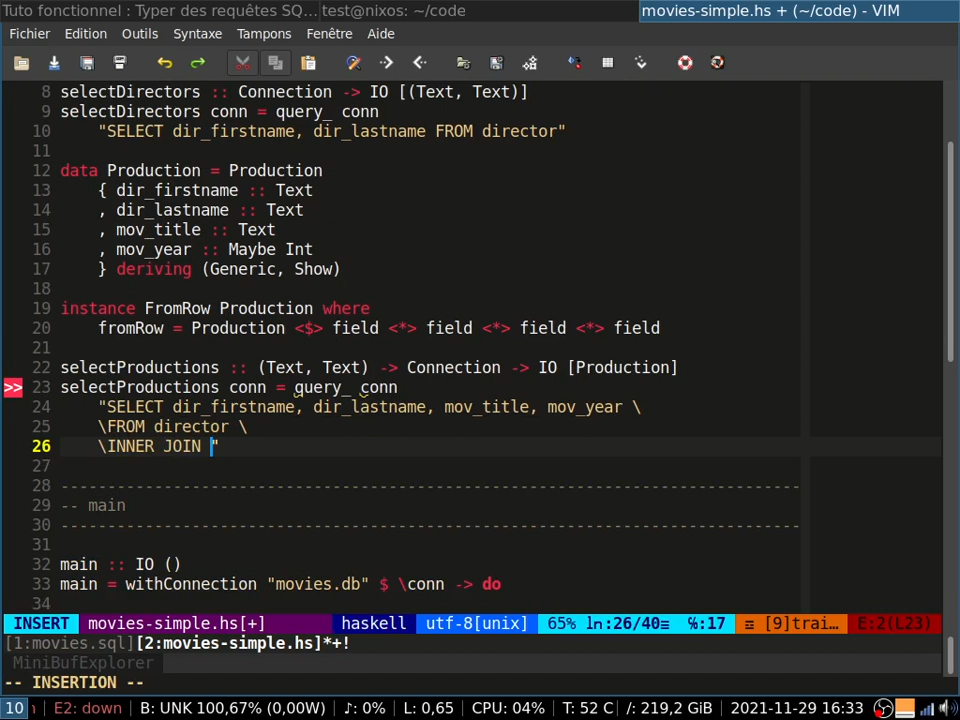 Tuto fonctionnel : Typer des requêtes SQ… test@nixos: ~/code movies-simple.hs + (~/code) - VIM
Fichier Edition Outils Syntaxe Tampons Fenêtre Aide
8 selectDirectors :: Connection -> IO [(Text, Text)]
9 selectDirectors conn = query_ conn
10 "SELECT dir_firstname, dir_lastname FROM director"
11
12 data Production = Production
13 { dir_firstname :: Text
14 , dir_lastname :: Text
15 , mov_title :: Text
16 , mov_year :: Maybe Int
17 } deriving (Generic, Show)
18
19 instance FromRow Production where
20 fromRow = Production <$> field <*> field <*> field <*> field
21
22 selectProductions :: (Text, Text) -> Connection -> IO [Production]
>> 23 selectProductions conn = query_ conn
24 "SELECT dir_firstname, dir_lastname, mov_title, mov_year \
25 \FROM director \
26 \INNER JOIN "
27
28 -------------------------------------------------------------------------------
29 -- main
30 -------------------------------------------------------------------------------
31
32 main :: IO ()
33 main = withConnection "movies.db" $ \conn -> do
34
INSERT movies-simple.hs[+] haskell utf-8[unix] 65% ln:26/40≡ ℅:17 ☲ [9]trai… E:2(L23)
[1:movies.sql][2:movies-simple.hs]*+!
MiniBufExplorer
-- INSERTION --
10 E2: down B: UNK 100,67% (0,00W) ♪: 0% L: 0,65 CPU: 04% T: 52 C /: 219,2 GiB 2021-11-29 16:33